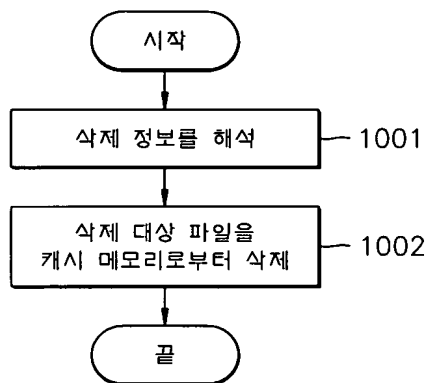 시작
삭제 정보를 해석
1001
삭제 대상 파일을
캐시 메모리로부터 삭제
1002
끝